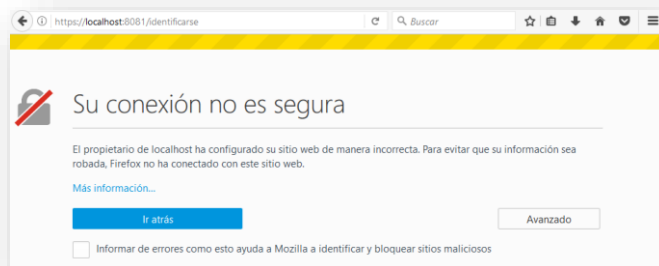 https://localhost:8081/identificarse
Buscar
Su conexión no es segura
El propietario de localhost ha configurado su sitio web de manera incorrecta. Para evitar que su información sea
robada, Firefox no ha conectado con este sitio web.
Más información...
Ir atrás
Avanzado
Informar de errores como esto ayuda a Mozilla a identificar y bloquear sitios maliciosos